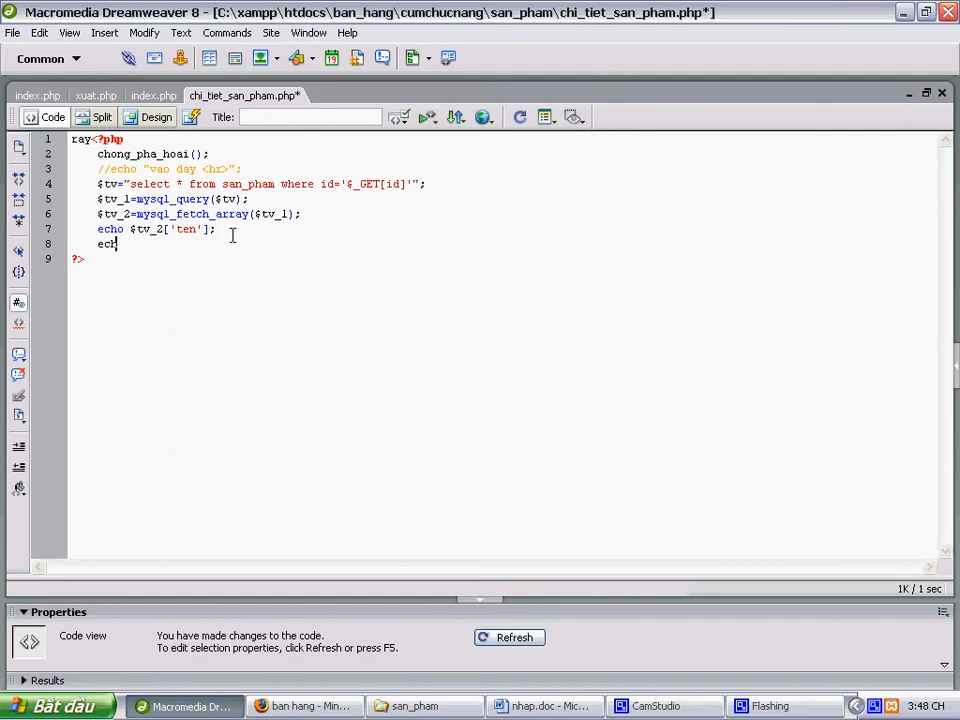 Macromedia Dreamweaver 8 - [C:\xampp\htdocs\ban_hang\cumchucnang\san_pham\chi_tiet_san_pham.php*]
File Edit View Insert Modify Text Commands Site Window Help
Common
index.php xuat.php index.php chi_tiet_san_pham.php*
Code Split Design Title:
1 ray<?php
2 chong_pha_hoai();
3 //echo "vao day <hr>";
4 $tv="select * from san_pham where id='$_GET[id]'";
5 $tv_1=mysql_query($tv);
6 $tv_2=mysql_fetch_array($tv_1);
7 echo $tv_2['ten'];
8 ech
9 ?>
1K / 1 sec
Properties
Code view You have made changes to the code. Refresh
To edit selection properties, click Refresh or press F5.
Results
Bắt đầu Macromedia Dr... ban hang - Min... san_pham nhap.doc - Mic... CamStudio Flashing 3:48 CH